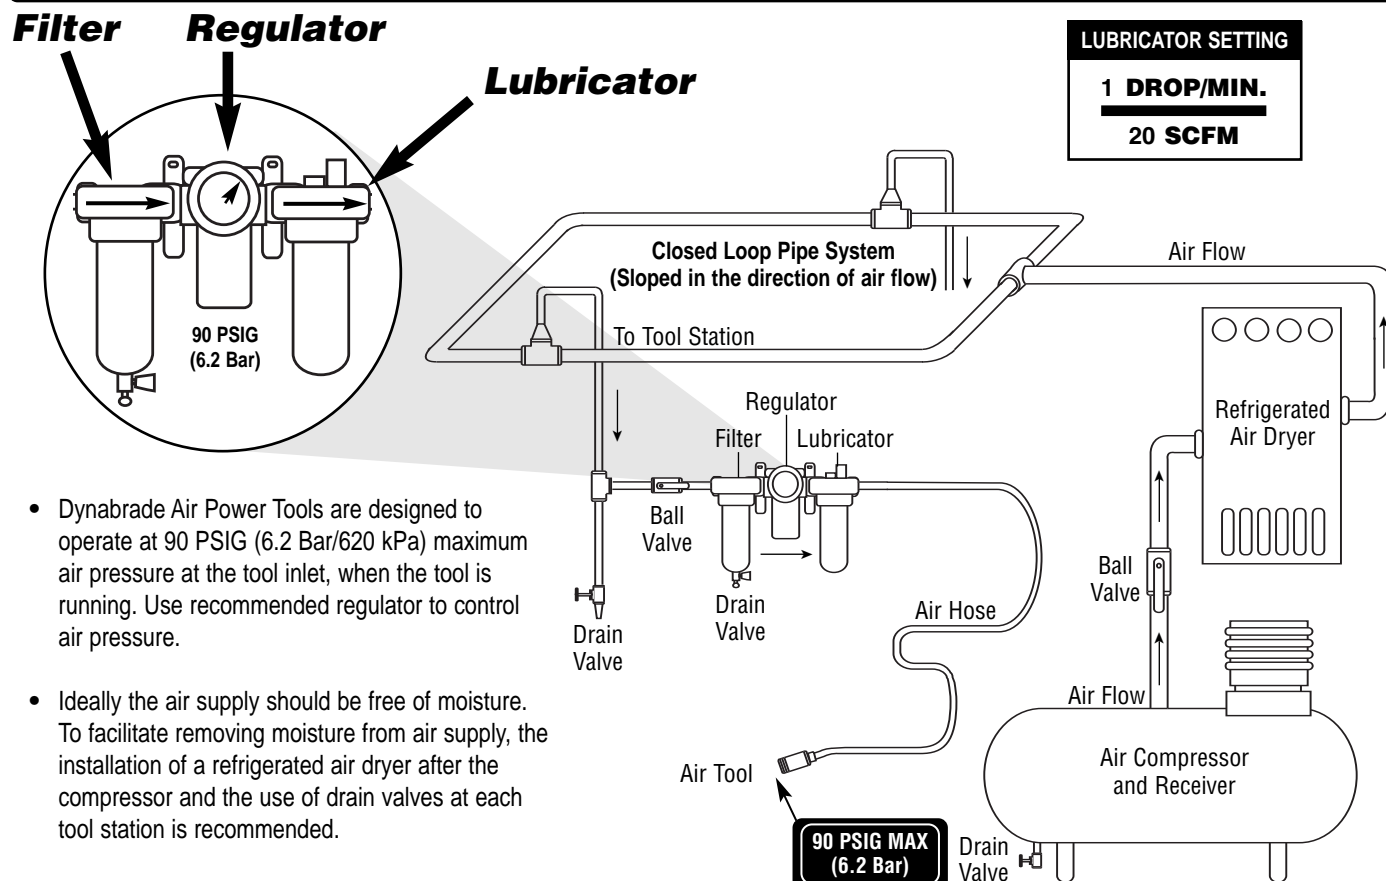 Filter
Regulator
Lubricator
LUBRICATOR SETTING
1 DROP/MIN.
20 SCFM
90 PSIG
(6.2 Bar)
Closed Loop Pipe System
(Sloped in the direction of air flow)
Air Flow
To Tool Station
Refrigerated
Air Dryer
Regulator
Filter
Lubricator
Ball
Valve
Drain
Valve
Drain
Valve
Air Hose
Ball
Valve
Air Flow
Air Compressor
and Receiver
Air Tool
90 PSIG MAX
(6.2 Bar)
Drain
Valve
• Dynabrade Air Power Tools are designed to
operate at 90 PSIG (6.2 Bar/620 kPa) maximum
air pressure at the tool inlet, when the tool is
running. Use recommended regulator to control
air pressure.
• Ideally the air supply should be free of moisture.
To facilitate removing moisture from air supply, the
installation of a refrigerated air dryer after the
compressor and the use of drain valves at each
tool station is recommended.